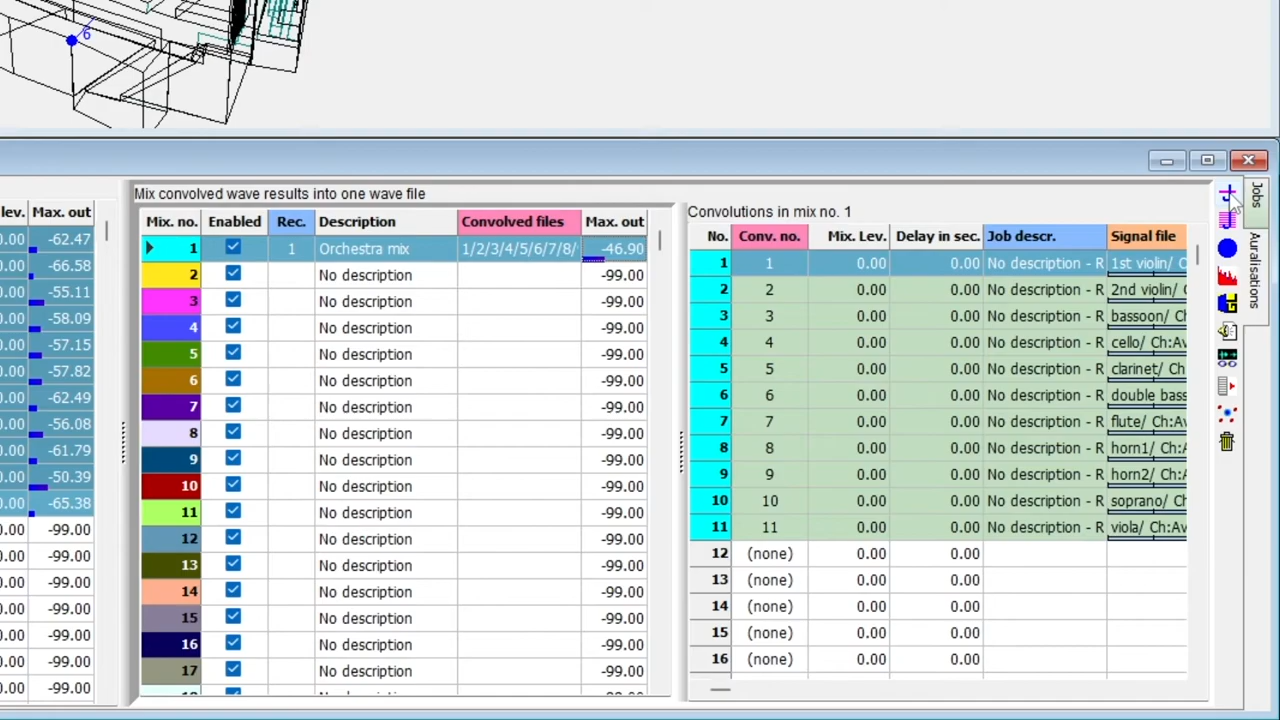 6
Mix convolved wave results into one wave file
Jobs
lev. Max. out
Mix. no. Enabled Rec. Description Convolved files Max. out
Convolutions in mix no. 1
No. Conv. no. Mix. Lev. Delay in sec. Job descr. Signal file
Auralisations
0.00 -62.47
0.00 -66.58
0.00 -55.11
0.00 -58.09
0.00 -57.15
0.00 -57.82
0.00 -62.49
0.00 -56.08
0.00 -61.79
0.00 -50.39
0.00 -65.38
0.00 -99.00
0.00 -99.00
0.00 -99.00
0.00 -99.00
0.00 -99.00
0.00 -99.00
0.00 -99.00
1 1 Orchestra mix 1/2/3/4/5/6/7/8/ -46.90
2 No description -99.00
3 No description -99.00
4 No description -99.00
5 No description -99.00
6 No description -99.00
7 No description -99.00
8 No description -99.00
9 No description -99.00
10 No description -99.00
11 No description -99.00
12 No description -99.00
13 No description -99.00
14 No description -99.00
15 No description -99.00
16 No description -99.00
17 No description -99.00
1 1 0.00 0.00 No description - R 1st violin/ C
2 2 0.00 0.00 No description - R 2nd violin/ C
3 3 0.00 0.00 No description - R bassoon/ Ch
4 4 0.00 0.00 No description - R cello/ Ch:Av
5 5 0.00 0.00 No description - R clarinet/ Ch
6 6 0.00 0.00 No description - R double bass
7 7 0.00 0.00 No description - R flute/ Ch:Av
8 8 0.00 0.00 No description - R horn1/ Ch:A
9 9 0.00 0.00 No description - R horn2/ Ch:A
10 10 0.00 0.00 No description - R soprano/ Ch
11 11 0.00 0.00 No description - R viola/ Ch:Av
12 (none) 0.00 0.00
13 (none) 0.00 0.00
14 (none) 0.00 0.00
15 (none) 0.00 0.00
16 (none) 0.00 0.00